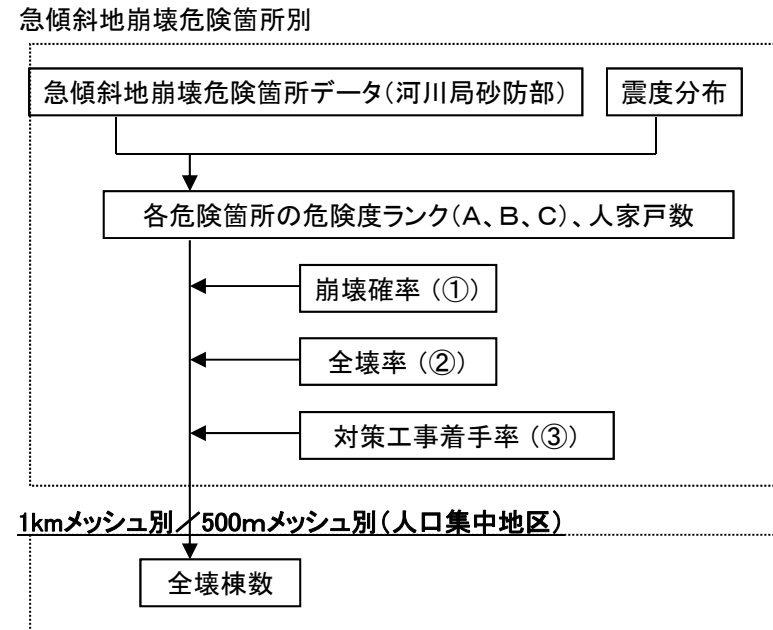 急傾斜地崩壊危険箇所別
急傾斜地崩壊危険箇所データ（河川局砂防部）
震度分布
各危険箇所の危険度ランク（Ａ、Ｂ、Ｃ）、人家戸数
崩壊確率（①）
全壊率（②）
対策工事着手率（③）
1kmメッシュ別／500ｍメッシュ別（人口集中地区）
全壊棟数